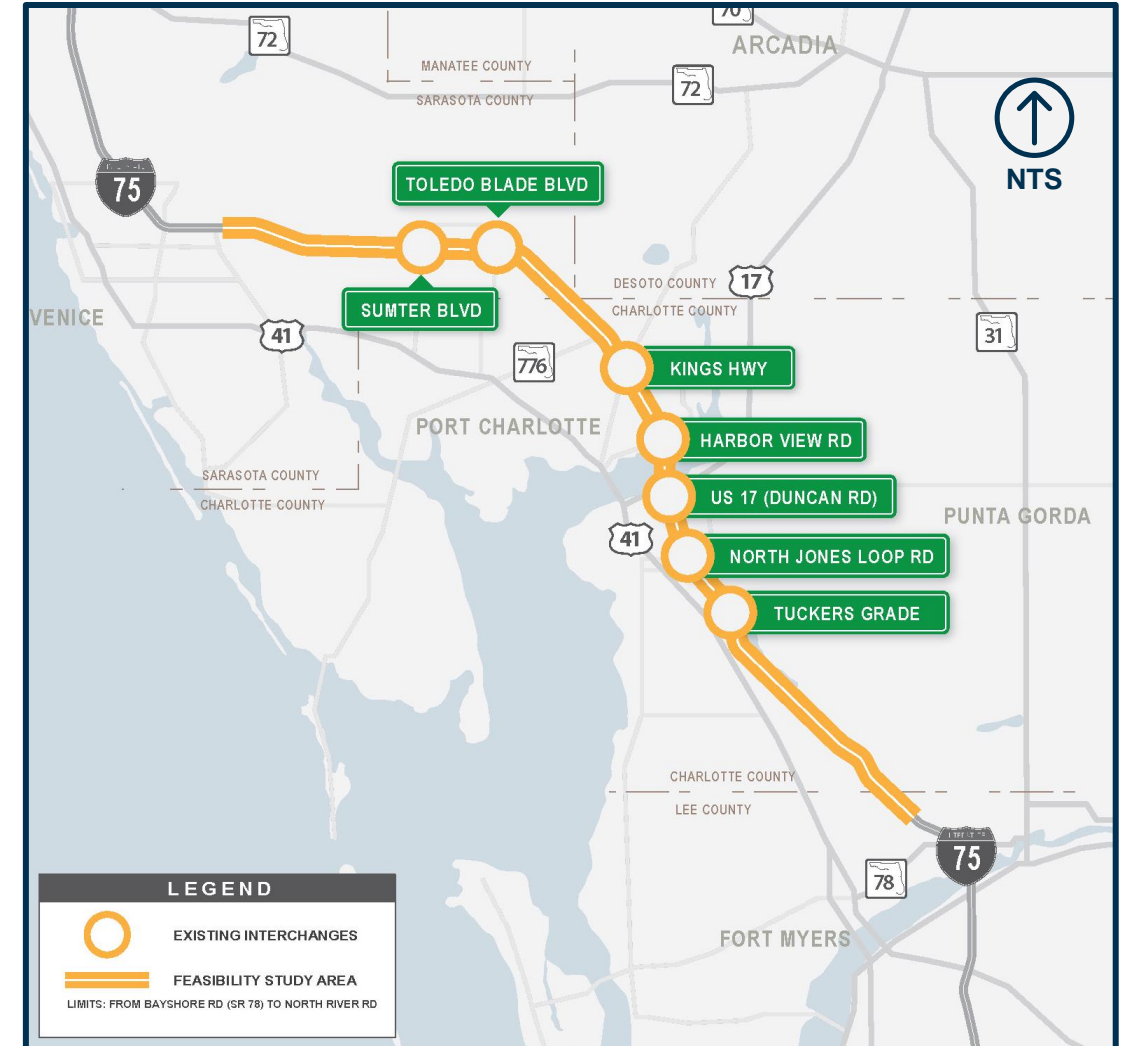 70
72
ARCADIA
MANATEE COUNTY
72
SARASOTA COUNTY
NTS
75
TOLEDO BLADE BLVD
DESOTO COUNTY
17
CHARLOTTE COUNTY
SUMTER BLVD
VENICE
41
31
776
KINGS HWY
PORT CHARLOTTE
HARBOR VIEW RD
SARASOTA COUNTY
CHARLOTTE COUNTY
US 17 (DUNCAN RD)
PUNTA GORDA
41
NORTH JONES LOOP RD
TUCKERS GRADE
CHARLOTTE COUNTY
LEE COUNTY
75
78
FORT MYERS
LEGEND
EXISTING INTERCHANGES
FEASIBILITY STUDY AREA
LIMITS: FROM BAYSHORE RD (SR 78) TO NORTH RIVER RD